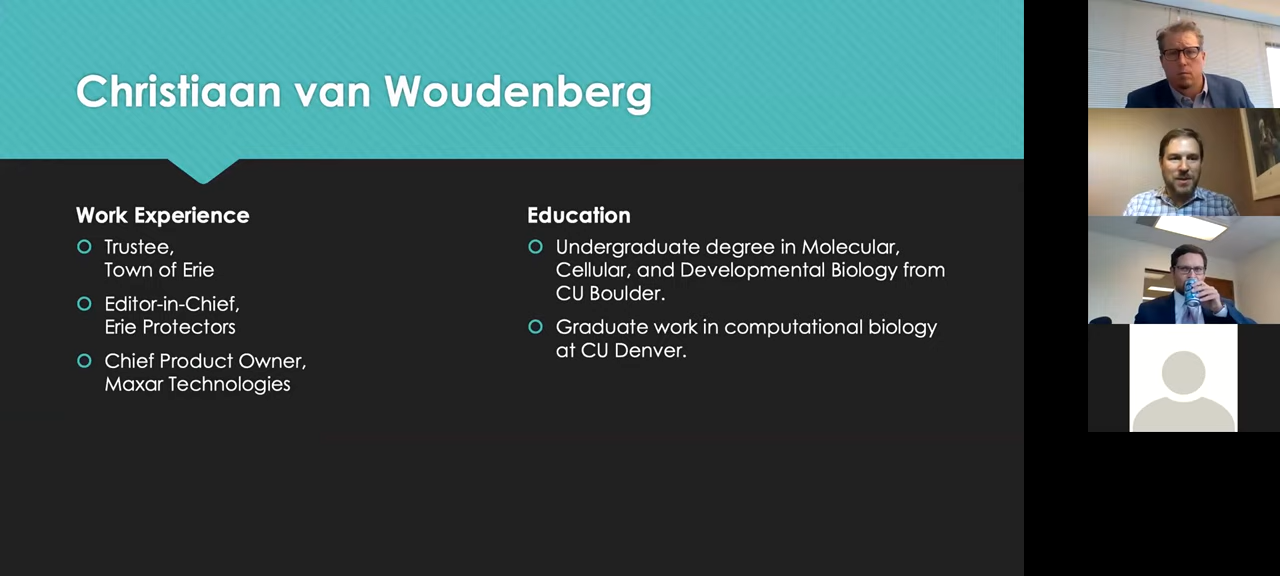 Christiaan van Woudenberg
Work Experience
Trustee,
Town of Erie
Editor-in-Chief,
Erie Protectors
Chief Product Owner,
Maxar Technologies
Education
Undergraduate degree in Molecular,
Cellular, and Developmental Biology from
CU Boulder.
Graduate work in computational biology
at CU Denver.